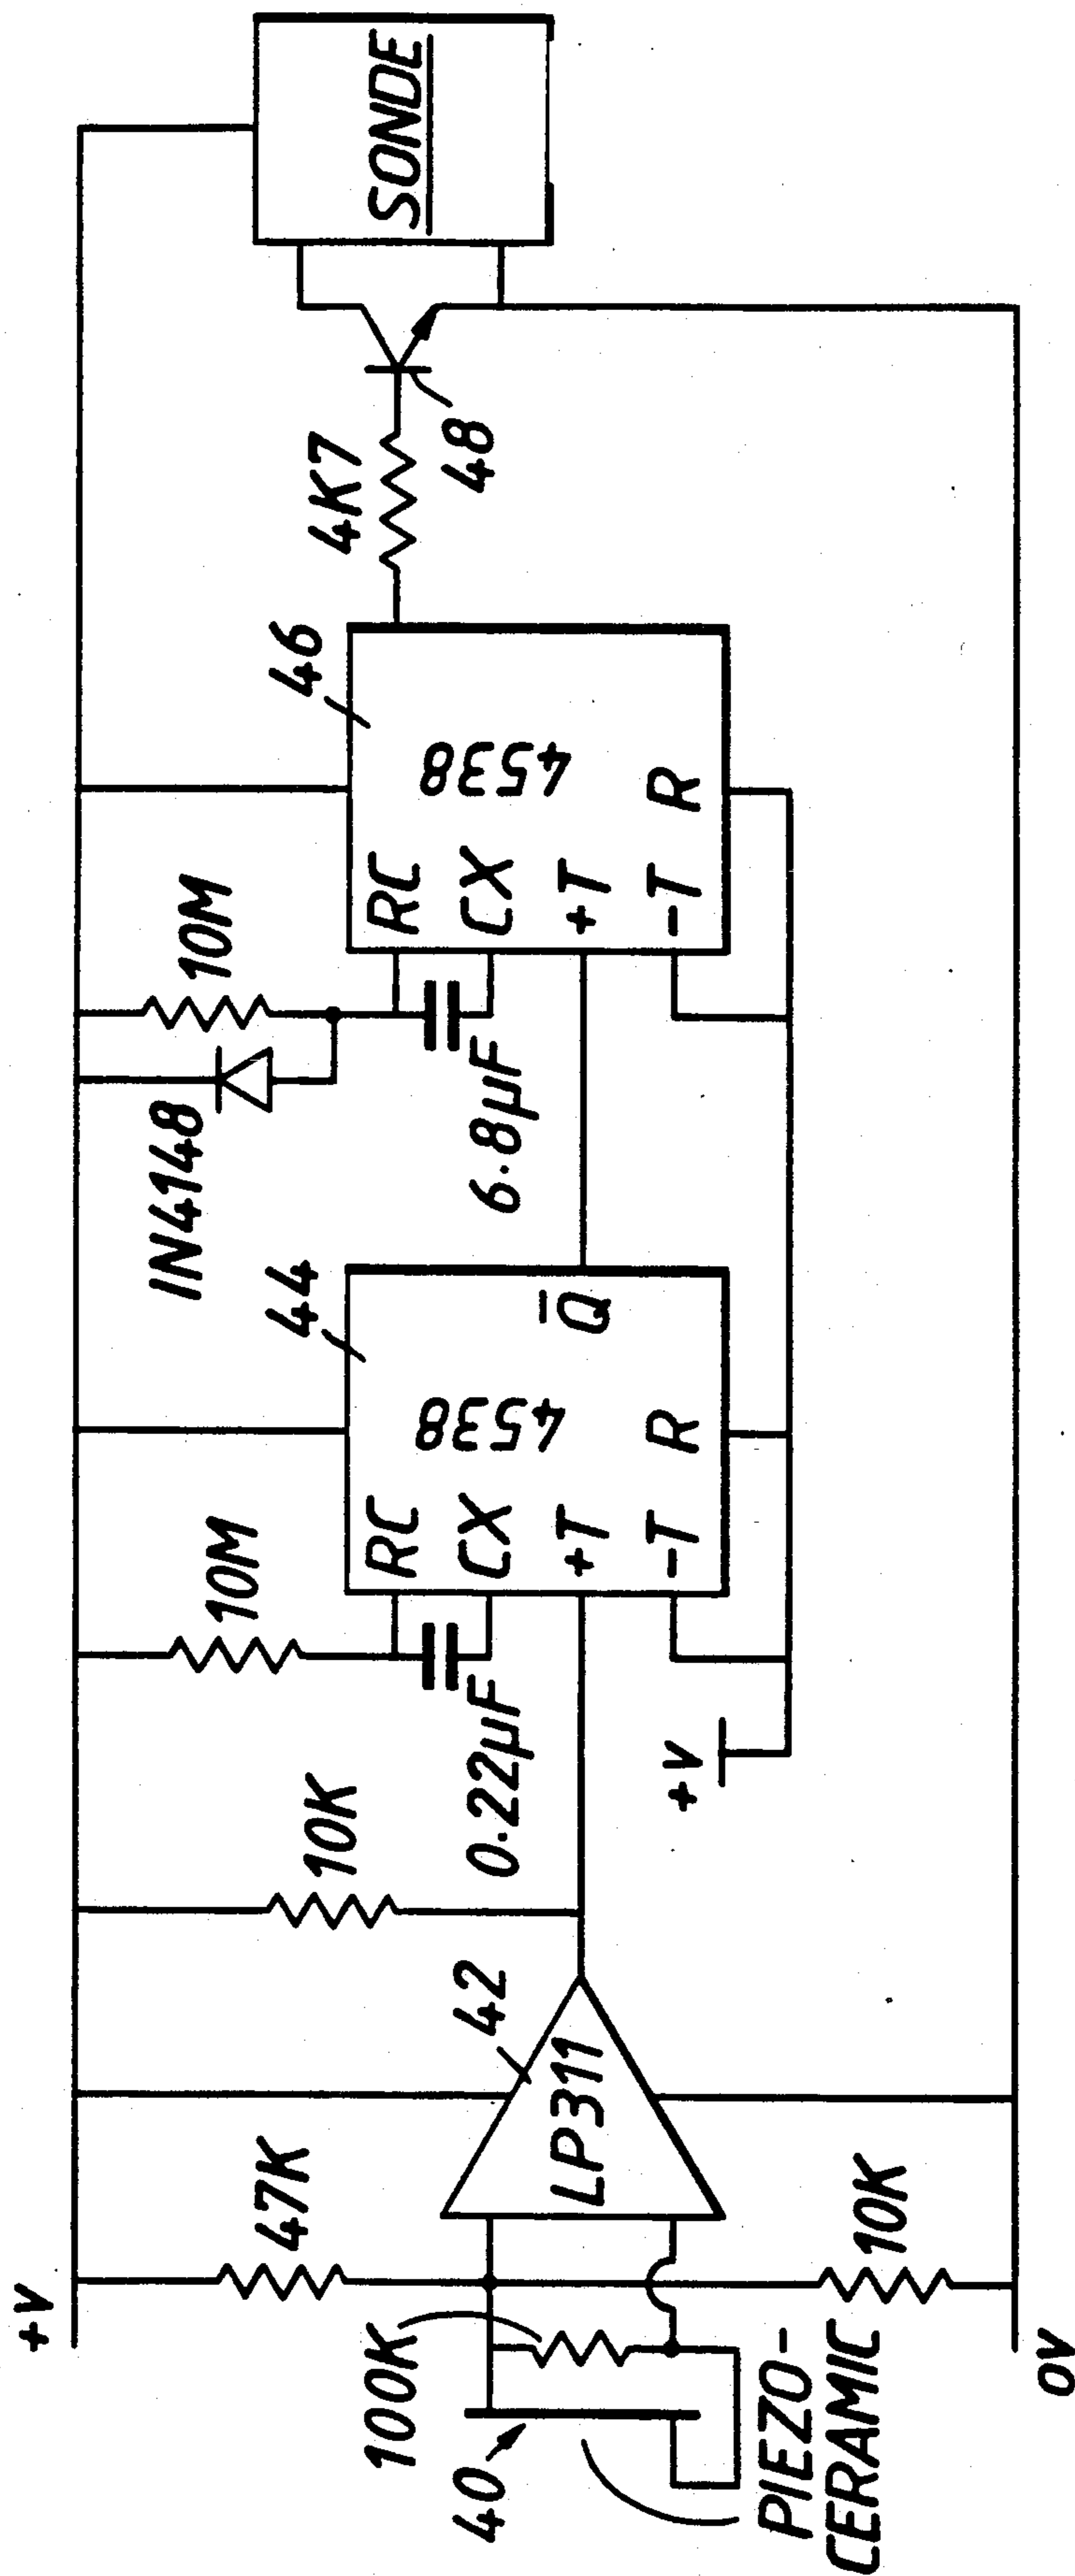 +V
47K
100K
40
PIEZO-
CERAMIC
10K
0V
42
LP311
10K
10M
0.22µF
+V
44
4538
RC
CX
+T
-T
R
Q̄
IN4148
10M
6.8µF
46
4538
RC
CX
+T
-T
R
4K7
48
SONDE